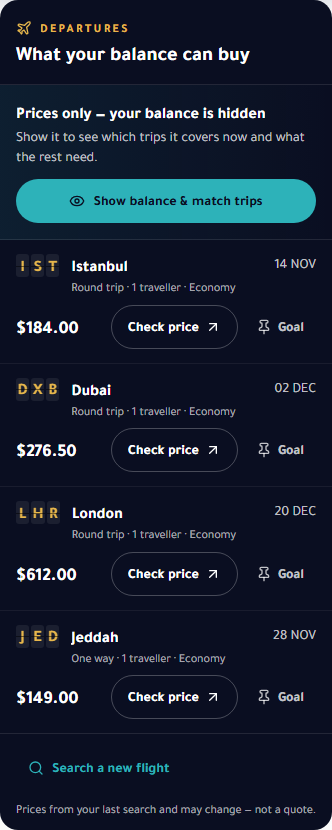 DEPARTURES
What your balance can buy
Prices only – your balance is hidden
Show it to see which trips it covers now and what
the rest need.
Show balance & match trips
IST Istanbul 14 NOV
Round trip · 1 traveller · Economy
$184.00 Check price Goal
DXB Dubai 02 DEC
Round trip · 1 traveller · Economy
$276.50 Check price Goal
LHR London 20 DEC
Round trip · 1 traveller · Economy
$612.00 Check price Goal
JED Jeddah 28 NOV
One way · 1 traveller · Economy
$149.00 Check price Goal
Search a new flight
Prices from your last search and may change – not a quote.